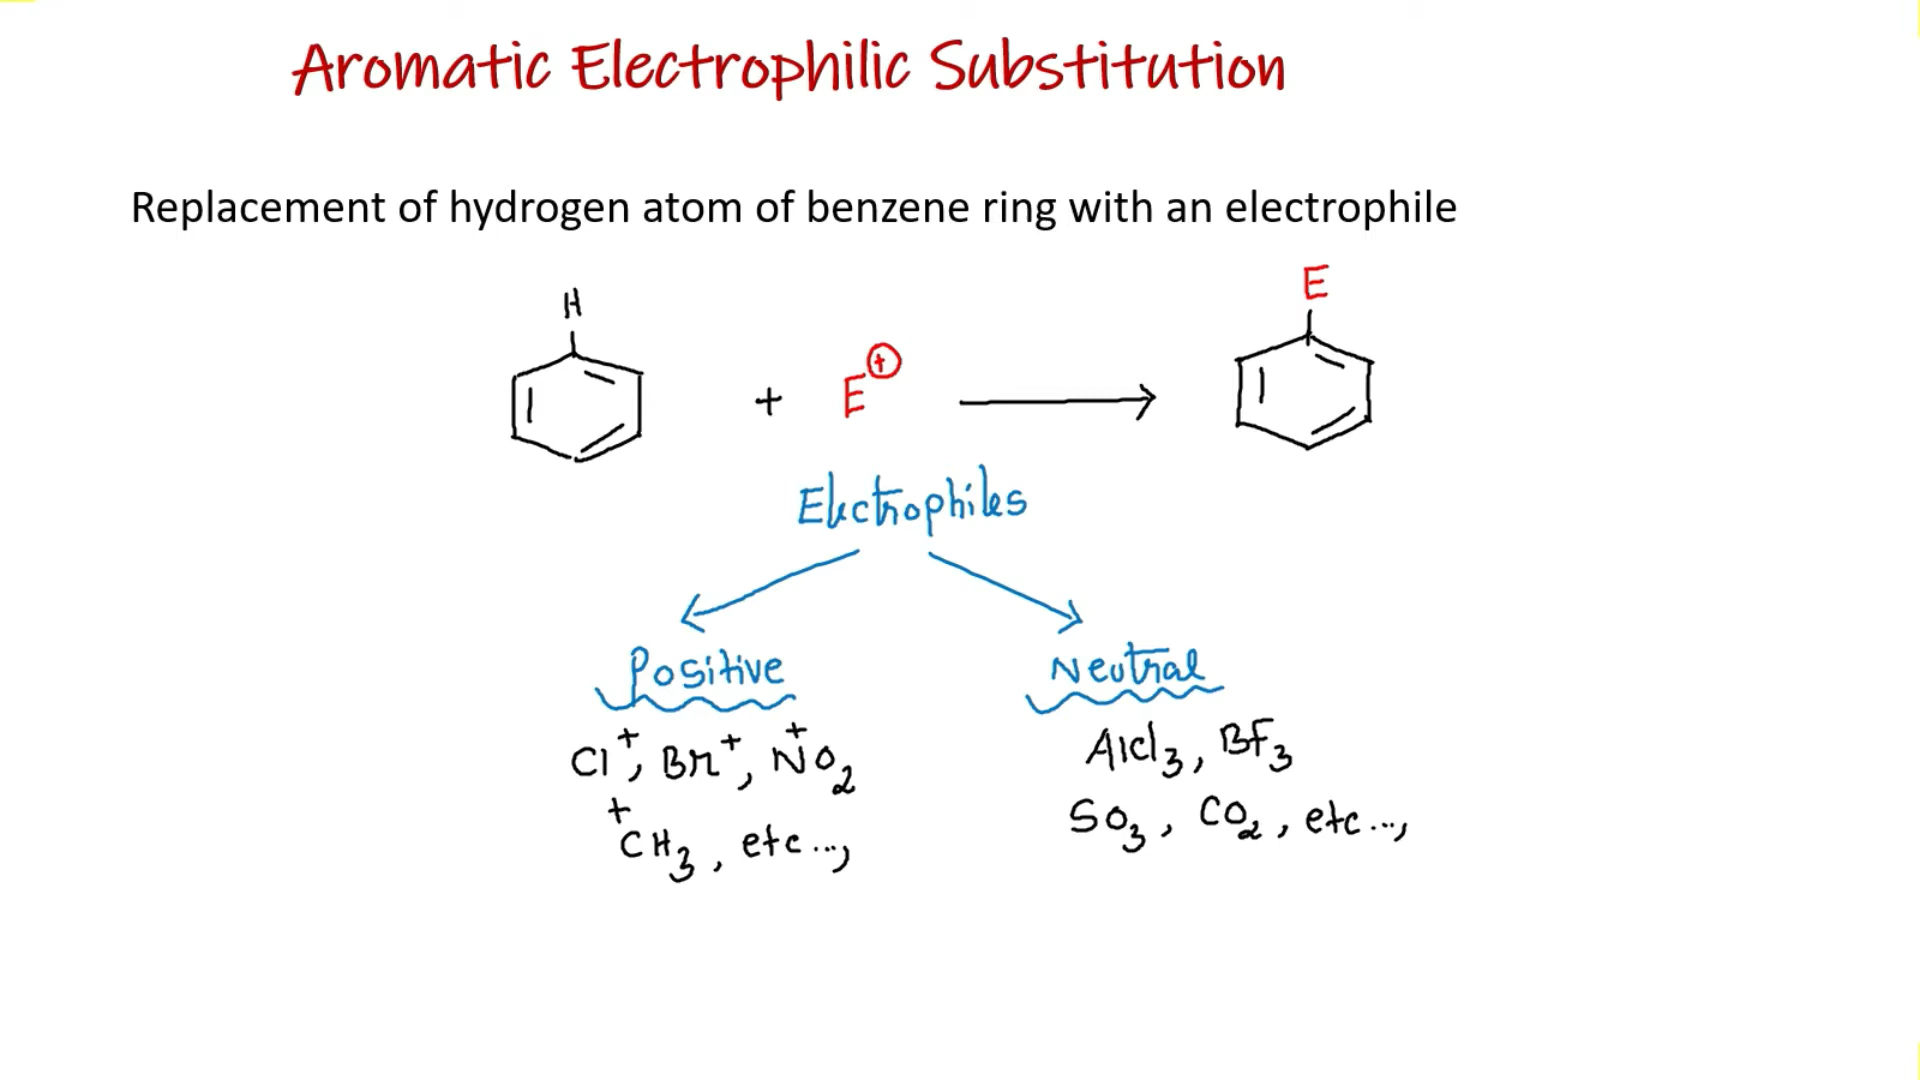 Aromatic Electrophilic Substitution
Replacement of hydrogen atom of benzene ring with an electrophile
H
E
+ E⊕
Electrophiles
Positive
Neutral
Cl⁺, Br⁺, N⁺O₂
⁺CH₃, etc...,
AlCl₃, BF₃
SO₃, CO₂, etc...,